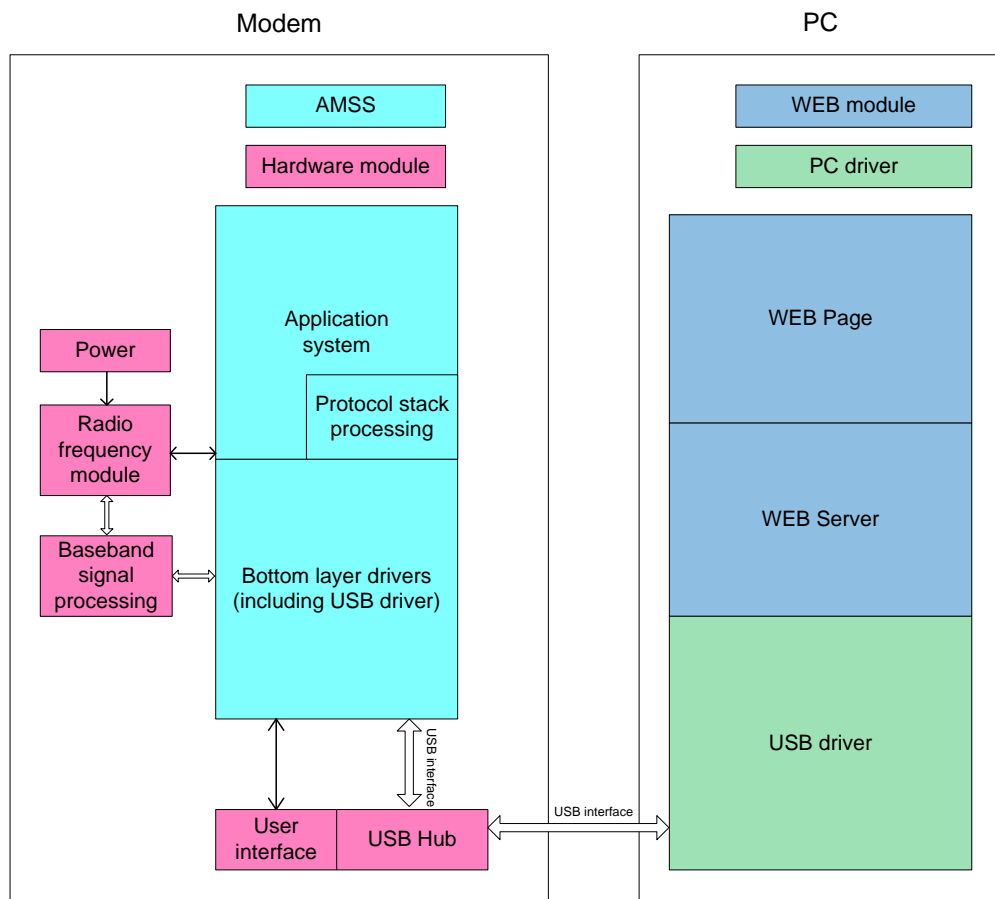 Modem
PC
AMSS
Hardware module
WEB module
PC driver
Application
system
Protocol stack
processing
Power
Radio
frequency
module
Baseband
signal
processing
Bottom layer drivers
(including USB driver)
USB interface
User
interface
USB Hub
USB interface
WEB Page
WEB Server
USB driver